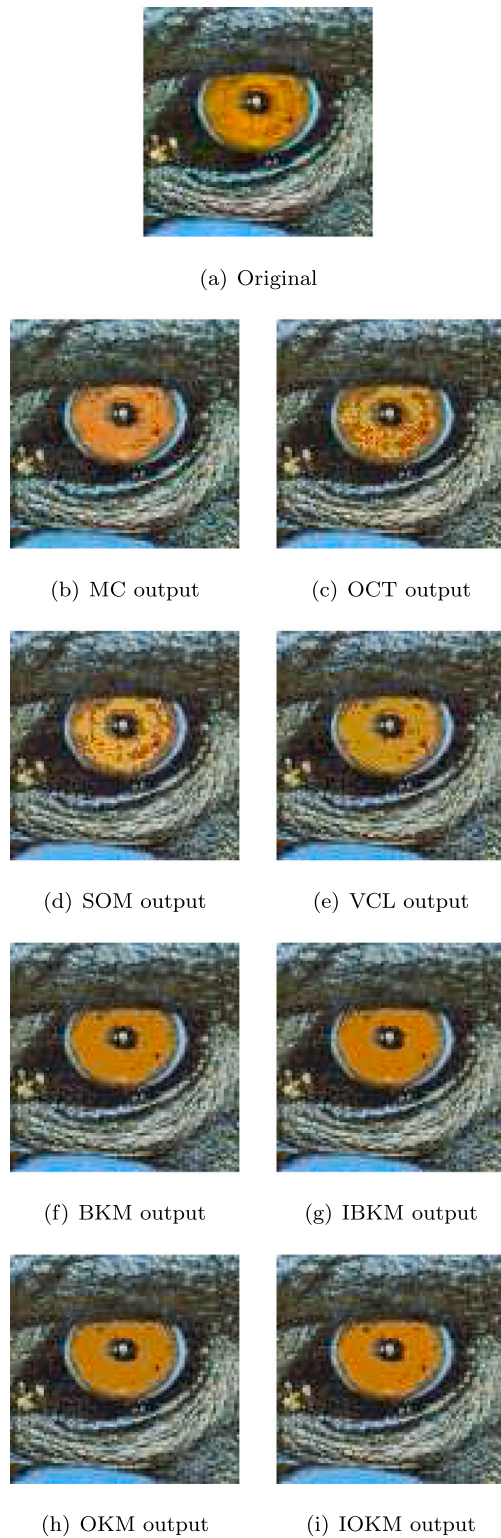 (a) Original
(b) MC output
(c) OCT output
(d) SOM output
(e) VCL output
(f) BKM output
(g) IBKM output
(h) OKM output
(i) IOKM output